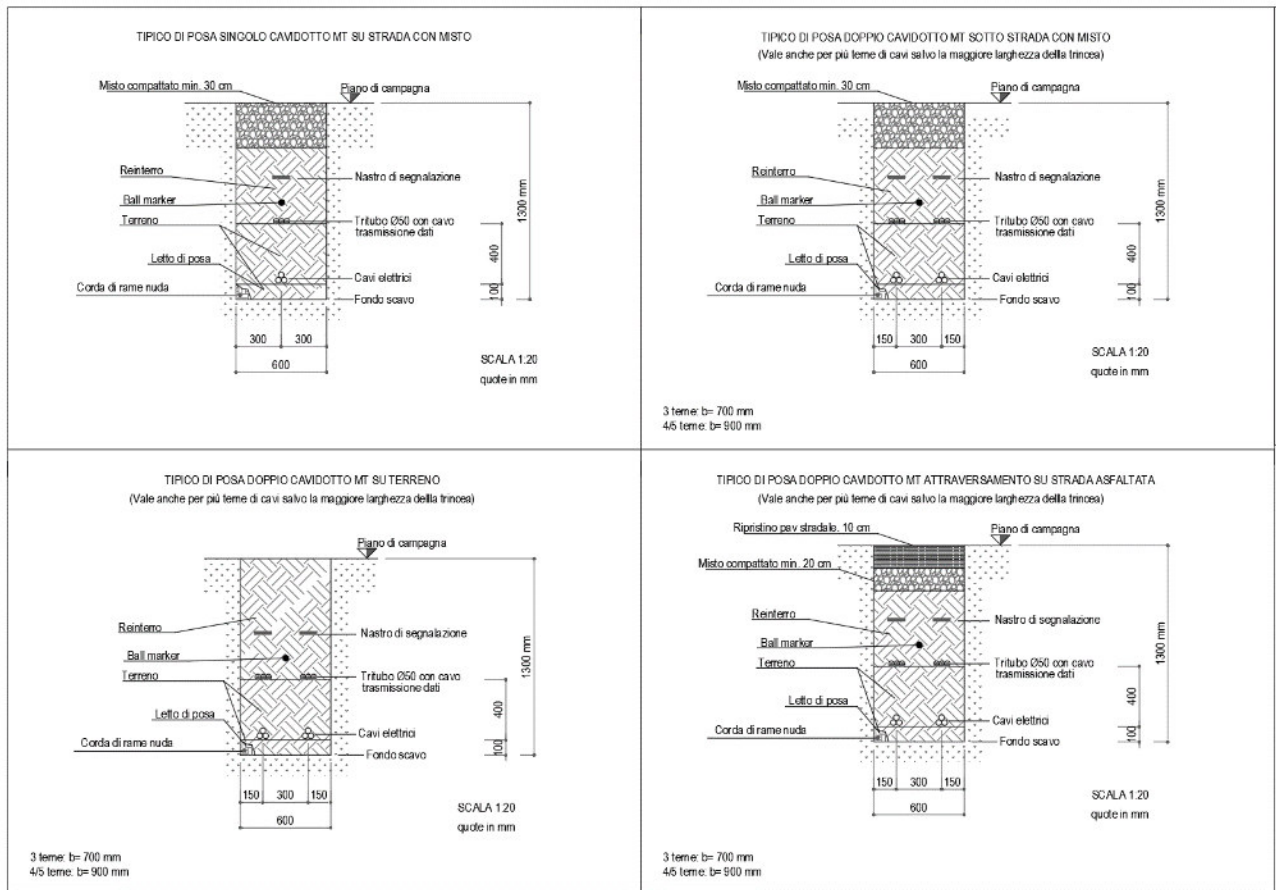 TIPICO DI POSA SINGOLO CAVIDOTTO MT SU STRADA CON MISTO
Misto compattato min. 30 cm
Piano di campagna
Reinterro
Nastro di segnalazione
Ball marker
Terreno
Tritubo Ø50 con cavo
trasmissione dati
Letto di posa
Cavi elettrici
Corda di rame nuda
Fondo scavo
1300 mm
400
100
300
300
600
SCALA 1:20
quote in mm
TIPICO DI POSA DOPPIO CAVIDOTTO MT SOTTO STRADA CON MISTO
(Vale anche per più terne di cavi salvo la maggiore larghezza dellla trincea)
Misto compattato min. 30 cm
Piano di campagna
Reinterro
Nastro di segnalazione
Ball marker
Terreno
Tritubo Ø50 con cavo
trasmissione dati
Letto di posa
Cavi elettrici
Corda di rame nuda
Fondo scavo
1300 mm
400
100
150
300
150
600
SCALA 1:20
quote in mm
3 terne: b= 700 mm
4/5 terne: b= 900 mm
TIPICO DI POSA DOPPIO CAVIDOTTO MT SU TERRENO
(Vale anche per più terne di cavi salvo la maggiore larghezza dellla trincea)
Piano di campagna
Reinterro
Nastro di segnalazione
Ball marker
Terreno
Tritubo Ø50 con cavo
trasmissione dati
Letto di posa
Cavi elettrici
Corda di rame nuda
Fondo scavo
1300 mm
400
100
150
300
150
600
SCALA 1:20
quote in mm
3 terne: b= 700 mm
4/5 terne: b= 900 mm
TIPICO DI POSA DOPPIO CAVIDOTTO MT ATTRAVERSAMENTO SU STRADA ASFALTATA
(Vale anche per più terne di cavi salvo la maggiore larghezza dellla trincea)
Ripristino pav stradale. 10 cm
Piano di campagna
Misto compattato min. 20 cm
Reinterro
Nastro di segnalazione
Ball marker
Terreno
Tritubo Ø50 con cavo
trasmissione dati
Letto di posa
Cavi elettrici
Corda di rame nuda
Fondo scavo
1300 mm
400
100
150
300
150
600
SCALA 1:20
quote in mm
3 terne: b= 700 mm
4/5 terne: b= 900 mm